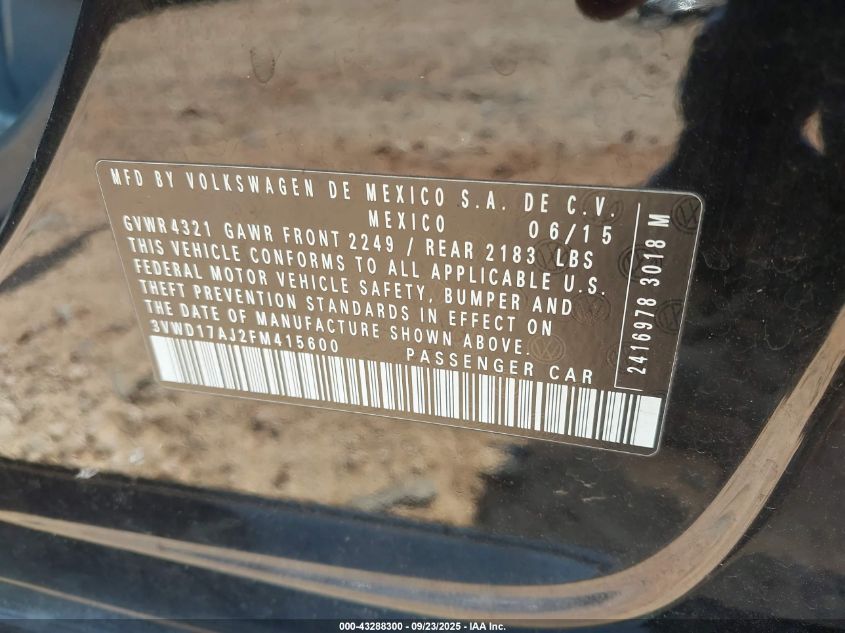 MFD BY VOLKSWAGEN DE MEXICO S.A. DE C.V.
MEXICO 06/15
GVWR 4321 GAWR FRONT 2249 / REAR 2183 LBS
THIS VEHICLE CONFORMS TO ALL APPLICABLE U.S.
FEDERAL MOTOR VEHICLE SAFETY, BUMPER AND
THEFT PREVENTION STANDARDS IN EFFECT ON
THE DATE OF MANUFACTURE SHOWN ABOVE.
3VWD17AJ2FM415600 PASSENGER CAR
2416978 3018 M
000-43288300 - 09/23/2025 - IAA Inc.